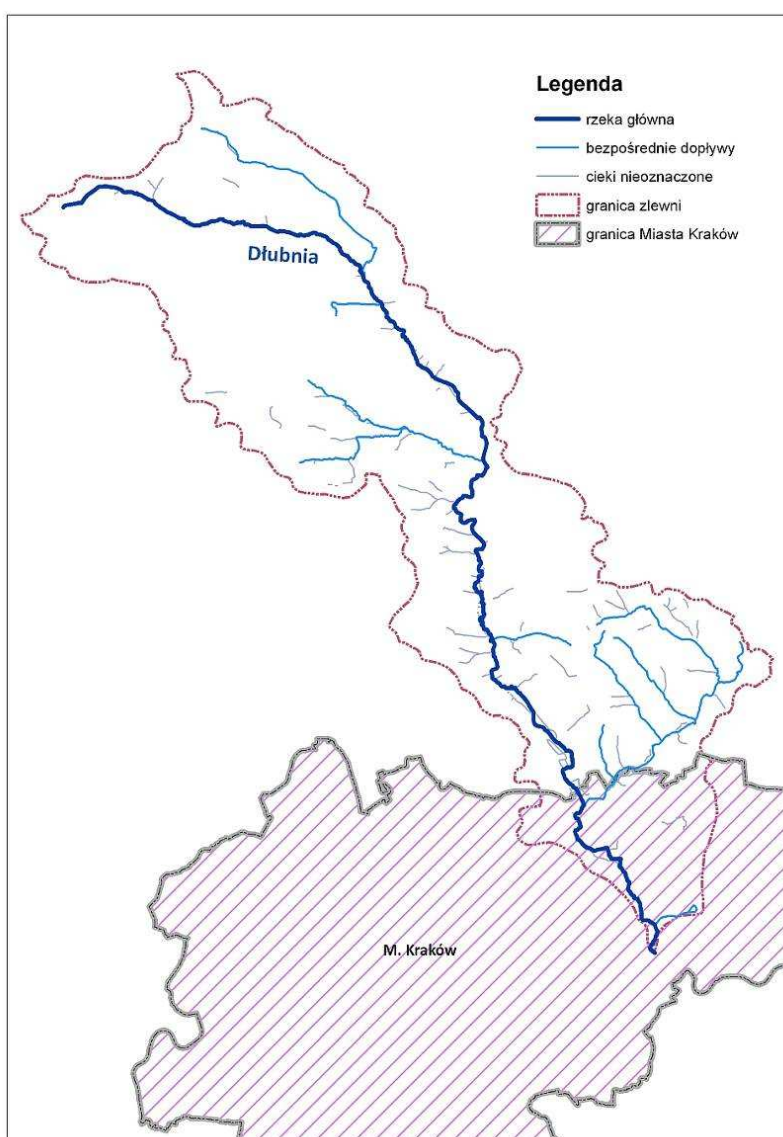 Legenda
rzeka główna
bezpośrednie dopływy
cieki nieoznaczone
granica zlewni
granica Miasta Kraków
Dłubnia
M. Kraków